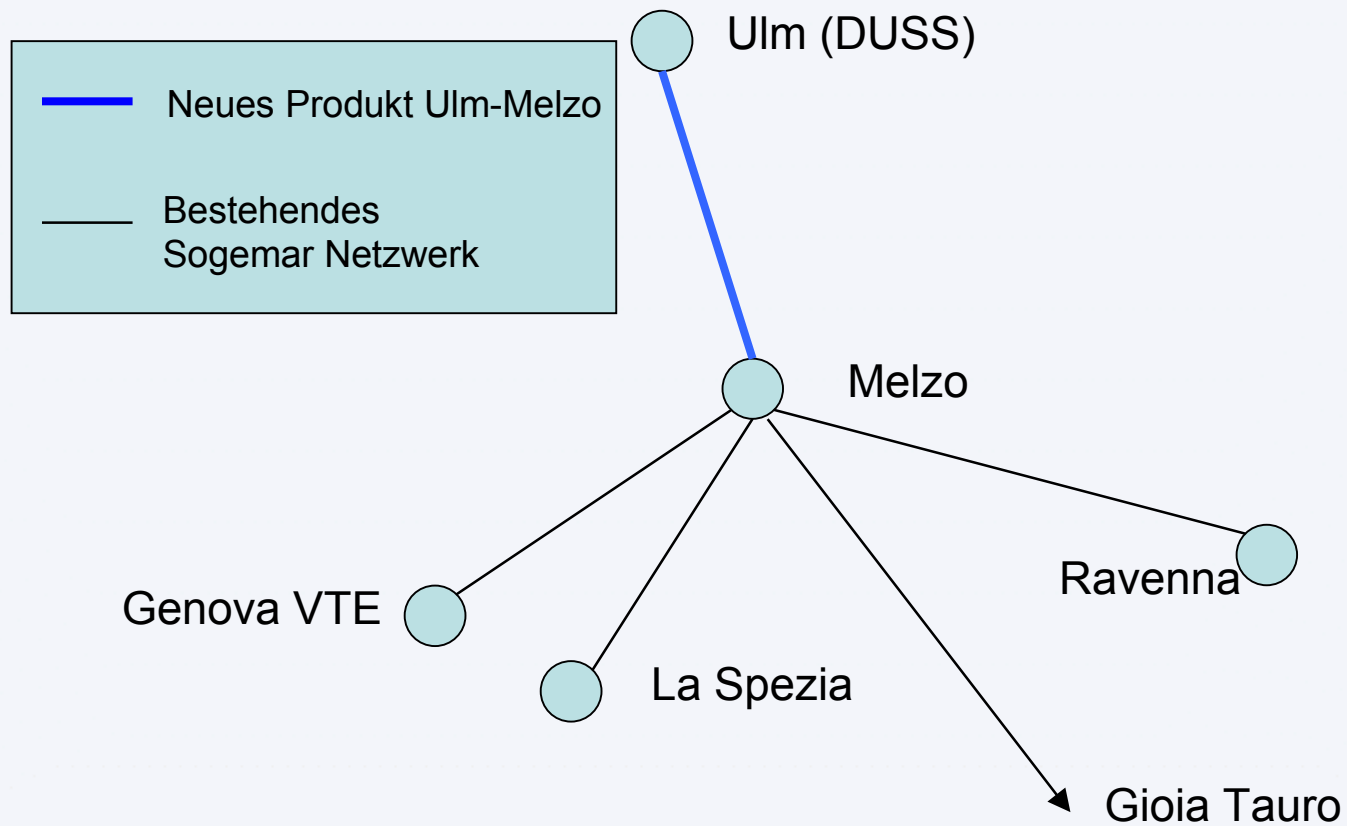 Ulm (DUSS)
Neues Produkt Ulm-Melzo
Bestehendes
Sogemar Netzwerk
Melzo
Ravenna
Genova VTE
La Spezia
Gioia Tauro